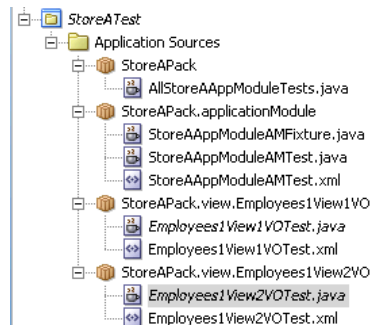 StoreATest
Application Sources
StoreAPack
AllStoreAAppModuleTests.java
StoreAPack.applicationModule
StoreAAppModuleAMFixture.java
StoreAAppModuleAMTest.java
StoreAAppModuleAMTest.xml
StoreAPack.view.Employees1View1VO
Employees1View1VOTest.java
Employees1View1VOTest.xml
StoreAPack.view.Employees1View2VO
Employees1View2VOTest.java
Employees1View2VOTest.xml